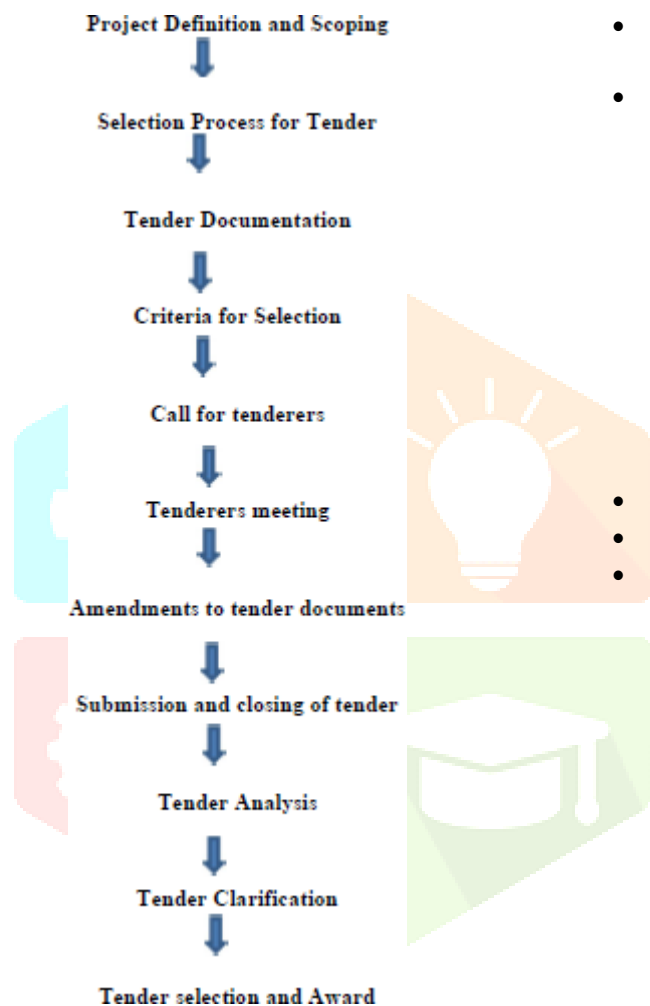 Project Definition and Scoping
Selection Process for Tender
Tender Documentation
Criteria for Selection
Call for tenderers
Tenderers meeting
Amendments to tender documents
Submission and closing of tender
Tender Analysis
Tender Clarification
Tender selection and Award